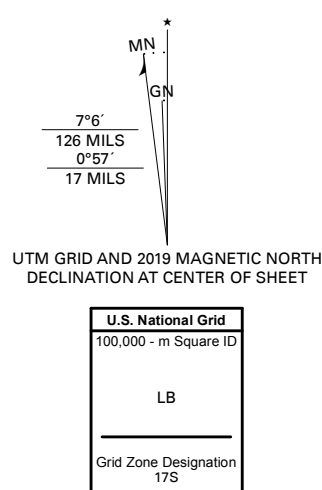 ★
MN
GN
7°6´
126 MILS
0°57´
17 MILS
UTM GRID AND 2019 MAGNETIC NORTH
DECLINATION AT CENTER OF SHEET
U.S. National Grid
100,000 - m Square ID
LB
Grid Zone Designation
17S